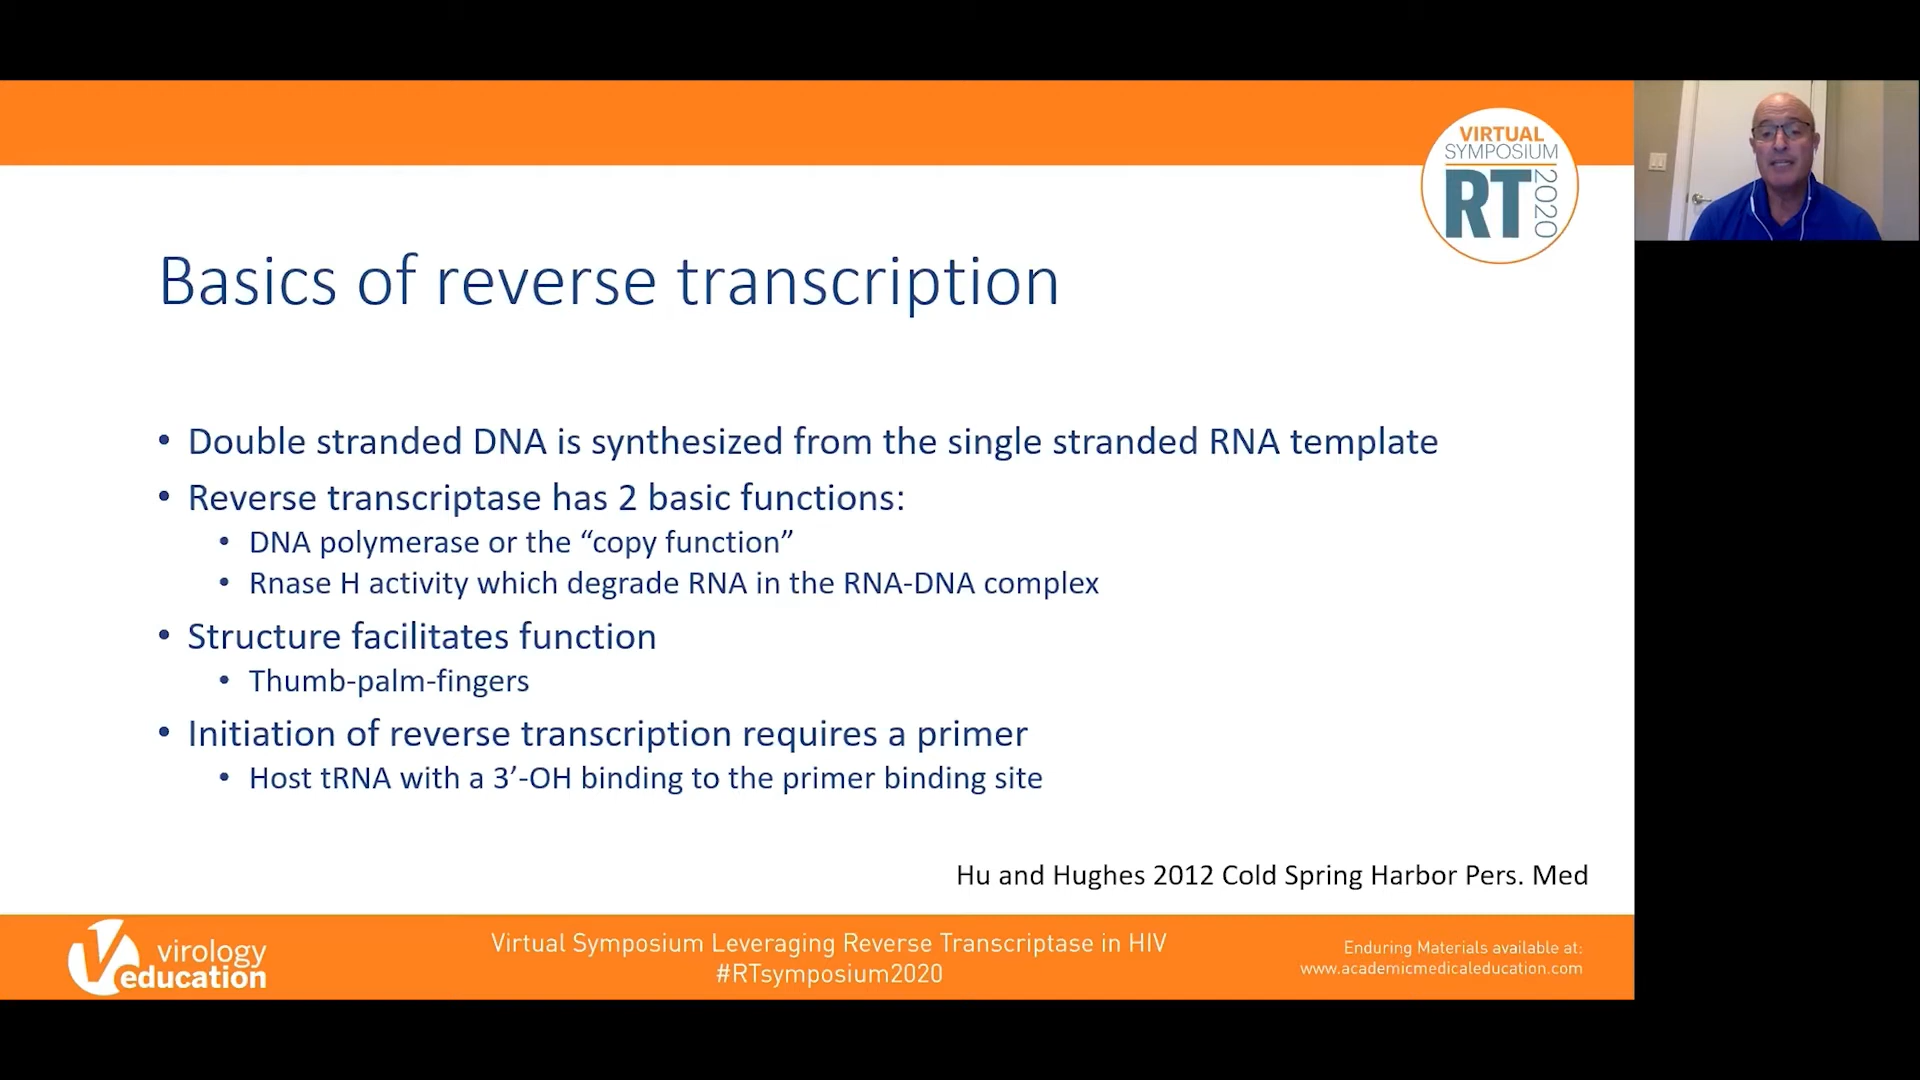 VIRTUAL
SYMPOSIUM
RT 2020
Basics of reverse transcription
• Double stranded DNA is synthesized from the single stranded RNA template
• Reverse transcriptase has 2 basic functions:
• DNA polymerase or the “copy function”
• Rnase H activity which degrade RNA in the RNA-DNA complex
• Structure facilitates function
• Thumb-palm-fingers
• Initiation of reverse transcription requires a primer
• Host tRNA with a 3’-OH binding to the primer binding site
Hu and Hughes 2012 Cold Spring Harbor Pers. Med
virology
education
Virtual Symposium Leveraging Reverse Transcriptase in HIV
#RTsymposium2020
Enduring Materials available at:
www.academicmedicaleducation.com